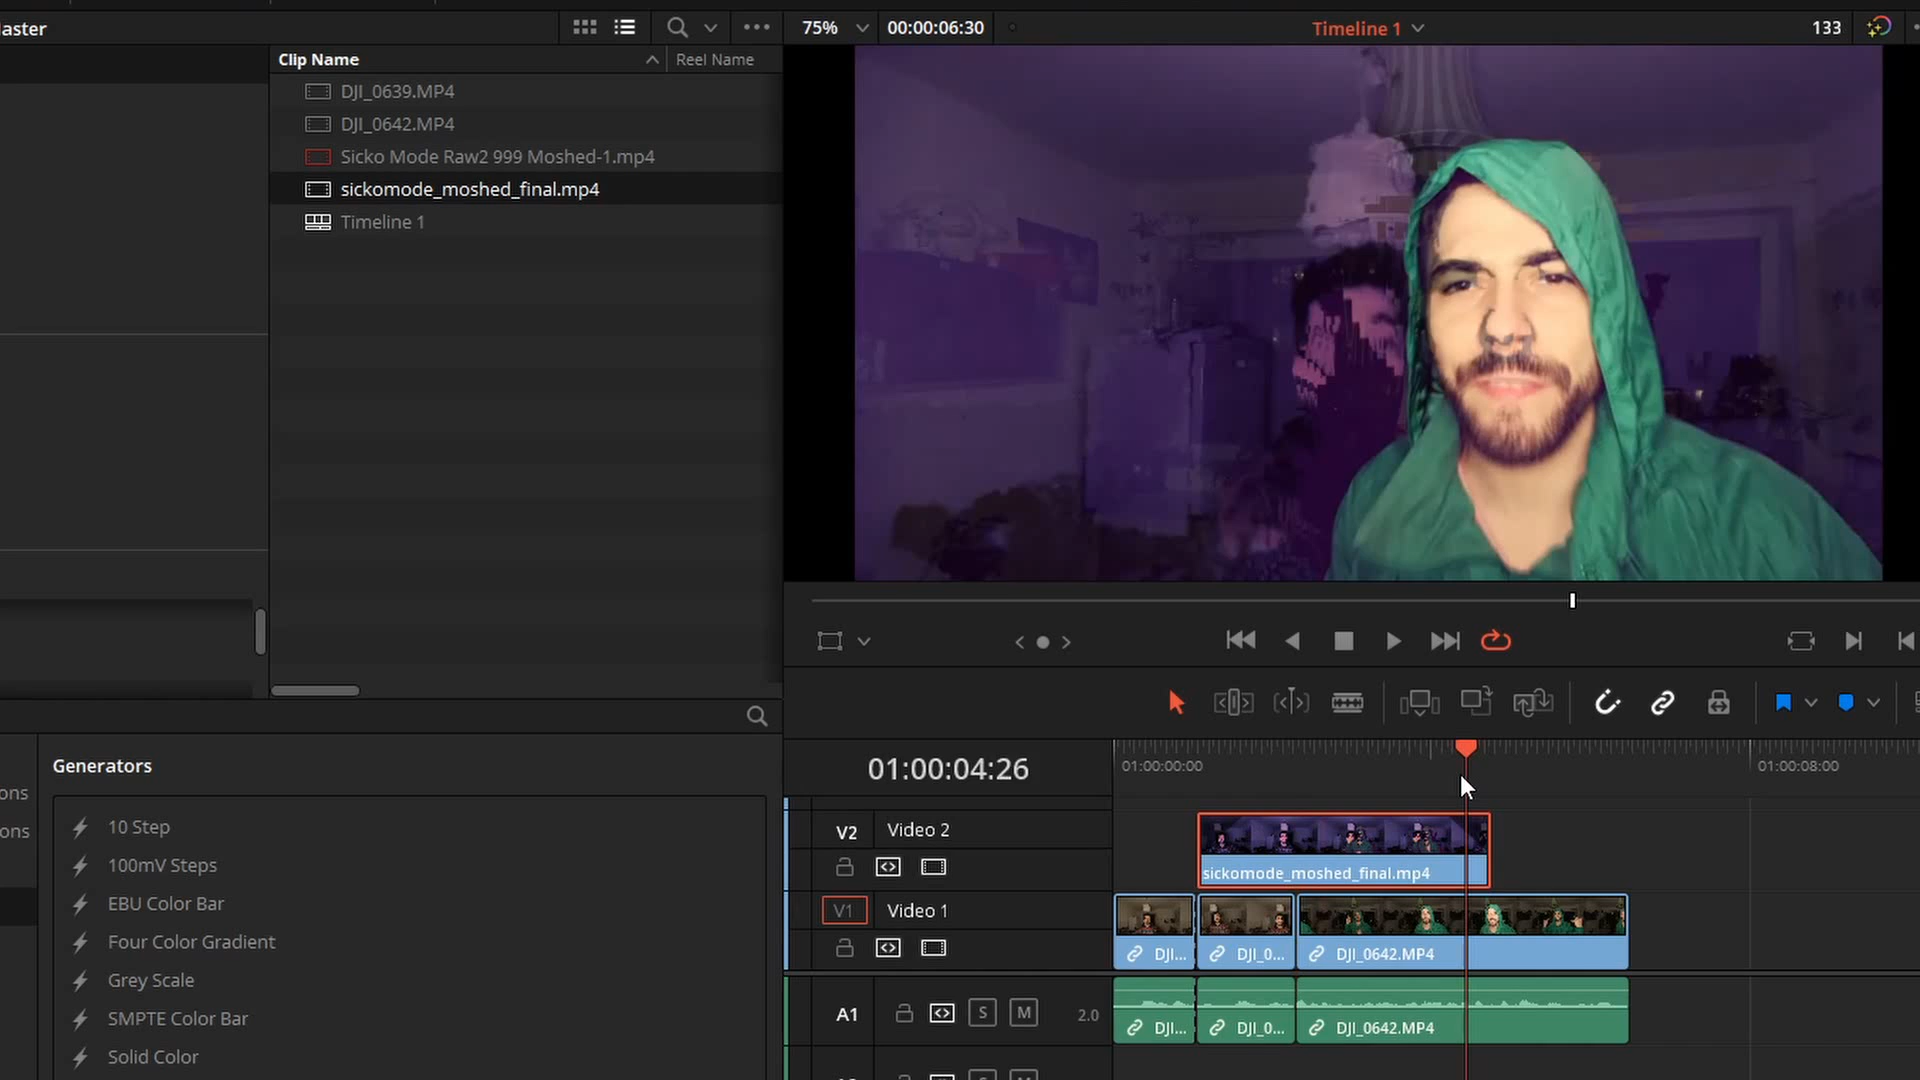 aster
75%
00:00:06:30
Timeline 1
133
Clip Name
Reel Name
DJI_0639.MP4
DJI_0642.MP4
Sicko Mode Raw2 999 Moshed-1.mp4
sickomode_moshed_final.mp4
Timeline 1
Generators
ons
ons
10 Step
100mV Steps
EBU Color Bar
Four Color Gradient
Grey Scale
SMPTE Color Bar
Solid Color
01:00:04:26
01:00:00:00
01:00:08:00
V2
Video 2
sickomode_moshed_final.mp4
V1
Video 1
DJI...
DJI_0...
DJI_0642.MP4
A1
S
M
2.0
DJI...
DJI_0...
DJI_0642.MP4